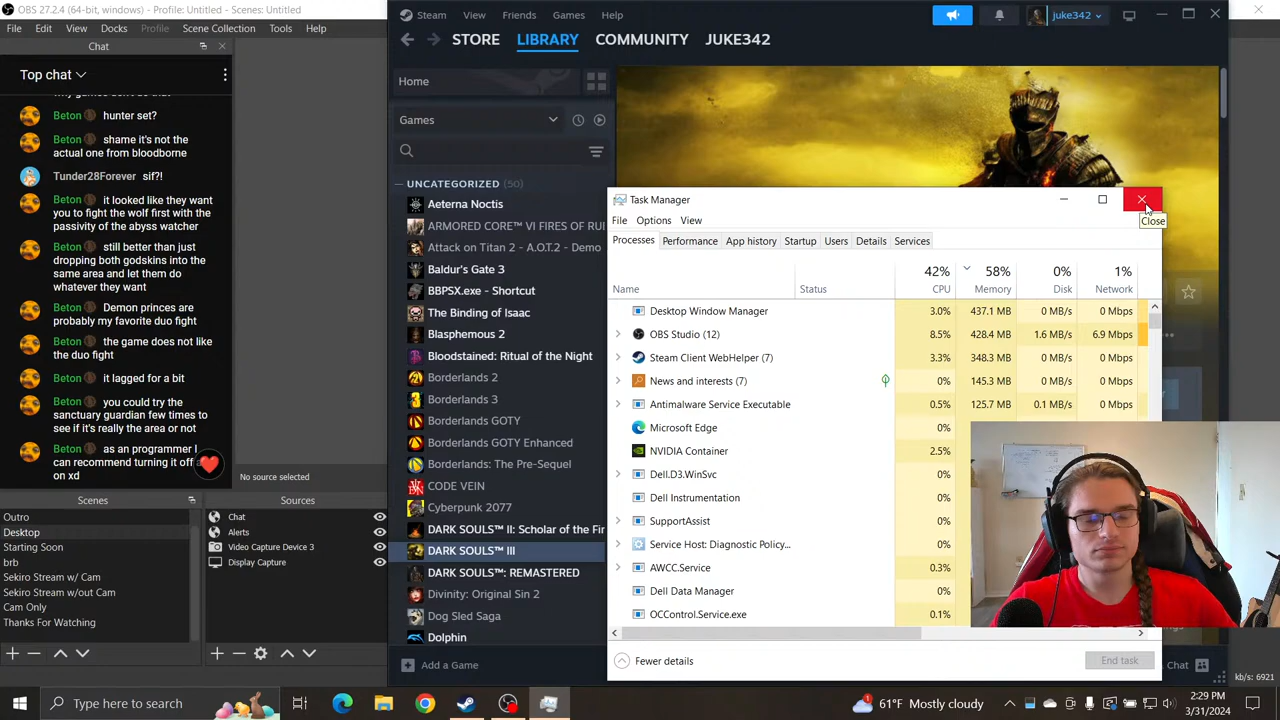 OBS 27.2.4 (64-bit, windows) - Profile: Untitled - Scenes: Untitled
File Edit View Docks Profile Scene Collection Tools Help
Chat
Top chat
Beton hunter set?
Beton shame it's not the
actual one from bloodborne
Tunder28Forever sif?!
Beton it looked like they want
you to fight the wolf first with the
passivity of the abyss watcher
Beton still better than just
dropping both godskins into
the same area and let them do
whatever they want
Beton Demon princes are
probably my favorite duo fight
Beton the game does not like
the duo fight
Beton it lagged for a bit
Beton you could try the
sanctuary guardian few times to
see if it's really the area or not
Beton as an programmer I
can recommend turning it off a
on xd
No source selected
Scenes
Outro
Desktop
Starting Soon
brb
Sekiro Stream w/ Cam
Sekiro Stream w/out Cam
Cam Only
Thanks For Watching
Sources
Chat
Alerts
Video Capture Device 3
Display Capture
Steam View Friends Games Help
juke342
STORE LIBRARY COMMUNITY JUKE342
Home
Games
UNCATEGORIZED (50)
Aeterna Noctis
ARMORED CORE™ VI FIRES OF RU
Attack on Titan 2 - A.O.T.2 - Demo
Baldur's Gate 3
BBPSX.exe - Shortcut
The Binding of Isaac
Blasphemous 2
Bloodstained: Ritual of the Night
Borderlands 2
Borderlands 3
Borderlands GOTY
Borderlands GOTY Enhanced
Borderlands: The Pre-Sequel
CODE VEIN
Cyberpunk 2077
DARK SOULS™ II: Scholar of the Fir
DARK SOULS™ III
DARK SOULS™: REMASTERED
Divinity: Original Sin 2
Dog Sled Saga
Dolphin
Add a Game
Task Manager
Close
File Options View
Processes Performance App history Startup Users Details Services
42% 58% 0% 1%
Name Status CPU Memory Disk Network
Desktop Window Manager 3.0% 437.1 MB 0 MB/s 0 Mbps
OBS Studio (12) 8.5% 428.4 MB 1.6 MB/s 6.9 Mbps
Steam Client WebHelper (7) 3.3% 348.3 MB 0 MB/s 0 Mbps
News and interests (7) 0% 145.3 MB 0 MB/s 0 Mbps
Antimalware Service Executable 0.5% 125.7 MB 0.1 MB/s 0 Mbps
Microsoft Edge 0%
NVIDIA Container 2.5%
Dell.D3.WinSvc 0%
Dell Instrumentation 0%
SupportAssist 0%
Service Host: Diagnostic Policy... 0%
AWCC.Service 0.3%
Dell Data Manager 0%
OCControl.Service.exe 0.1%
Fewer details
End task
Chat
kb/s: 6921
Type here to search
61°F Mostly cloudy
2:29 PM
3/31/2024